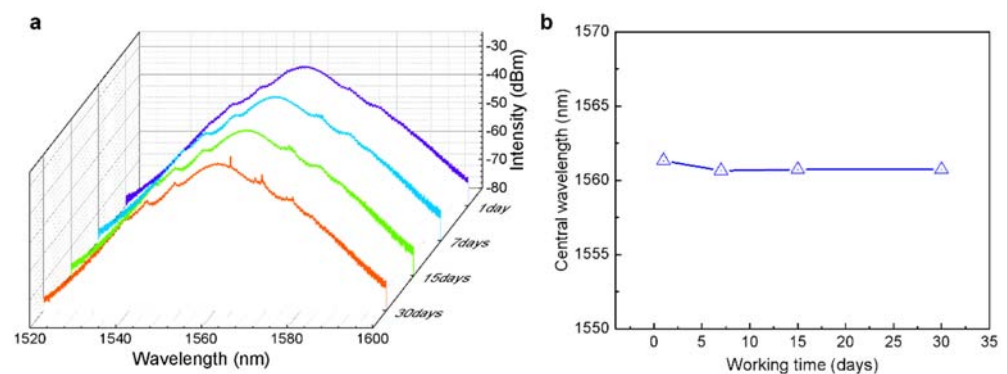 a
-30
-40
-50
-60
-70
-80
Intensity (dBm)
1day
7days
15days
30days
1520
1540
1560
1580
1600
Wavelength (nm)
b
1570
1565
1560
1555
1550
Central wavelength (nm)
0 5 10 15 20 25 30 35
Working time (days)